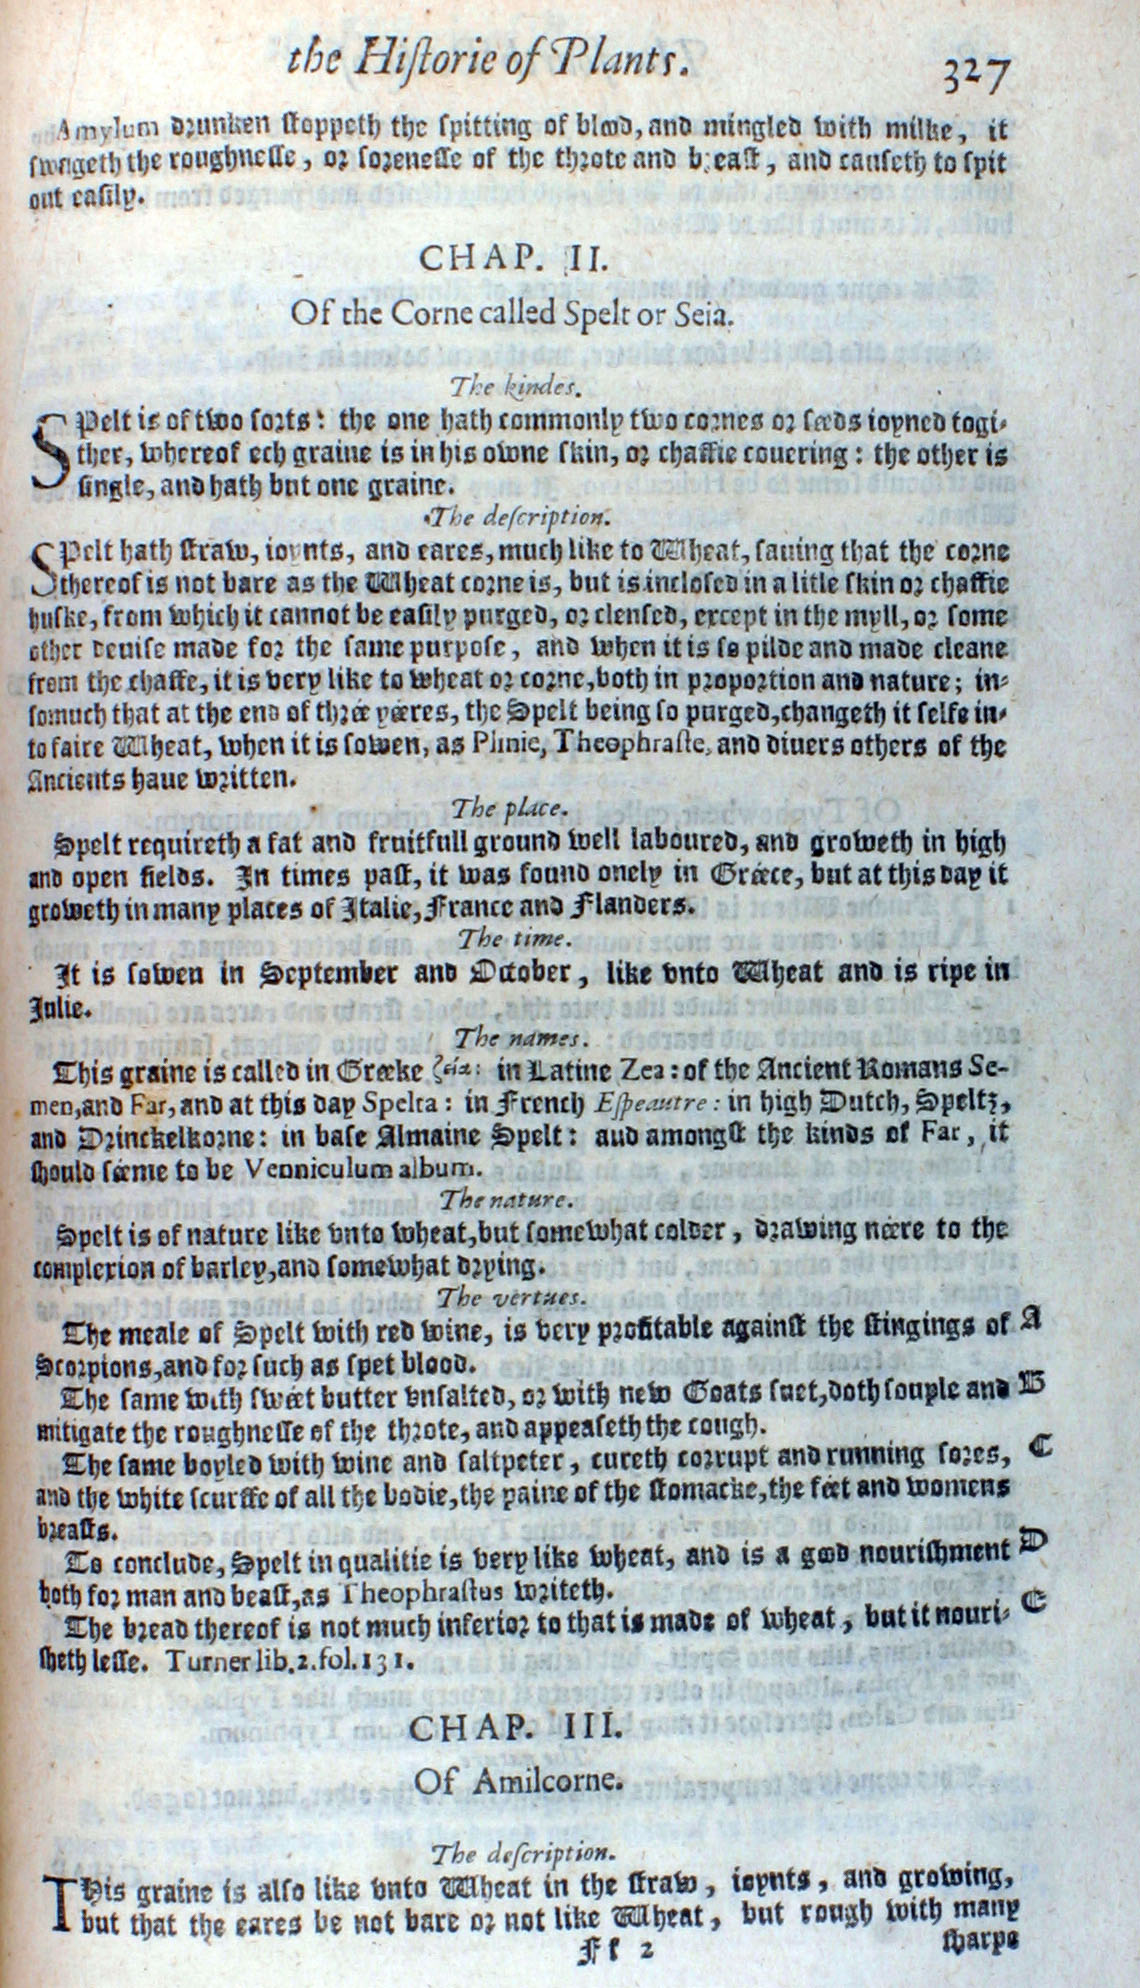 the Hiſtorie of Plants.
327
Amylum drunken ſtoppeth the ſpitting of blood, and mingled with milke, it
ſwageth the roughneſſe, or ſoreneſſe of the throte and breaſt, and cauſeth to ſpit
out eaſily.
CHAP. II.
Of the Corne called Spelt or Seia.
The kindes.
SPelt is of two ſorts: the one hath commonly two cornes or ſeeds ioyned togi-
ther, whereof ech graine is in his owne ſkin, or chaffie couering: the other is
ſingle, and hath but one graine.
The deſcription.
SPelt hath ſtraw, ioynts, and eares, much like to Wheat, ſauing that the corne
thereof is not bare as the Wheat corne is, but is incloſed in a litle ſkin or chaffie
huſke, from which it cannot be eaſily purged, or clenſed, except in the myll, or ſome
other deuiſe made for the ſame purpoſe, and when it is ſo pilde and made cleane
from the chaffe, it is very like to wheat or corne, both in proportion and nature; in-
ſomuch that at the end of three yeeres, the Spelt being ſo purged, changeth it ſelfe in-
to faire Wheat, when it is ſowen, as Plinie, Theophraſte, and diuers others of the
Ancients haue written.
The place.
Spelt requireth a fat and fruitfull ground well laboured, and groweth in high
and open fields. In times paſt, it was found onely in Greece, but at this day it
groweth in many places of Italie, France and Flanders.
The time.
It is ſowen in September and October, like vnto Wheat and is ripe in
Julie.
The names.
This graine is called in Greeke ζεία: in Latine Zea: of the Ancient Romans Se-
men, and Far, and at this day Spelta: in French Eſpeautre: in high Dutch, Speltz,
and Drinckelkorne: in baſe Almaine Spelt: and amongſt the kinds of Far, it
ſhould ſeeme to be Venniculum album.
The nature.
Spelt is of nature like vnto wheat, but ſomewhat colder, drawing neere to the
complexion of barley, and ſomewhat drying.
The vertues.
The meale of Spelt with red wine, is very profitable againſt the ſtingings of A
Scorpions, and for ſuch as ſpet blood.
The ſame with ſweet butter vnſalted, or with new Goats ſuet, doth ſouple and B
mitigate the roughneſſe of the throte, and appeaſeth the cough.
The ſame boyled with wine and ſaltpeter, cureth corrupt and running ſores, C
and the white ſcurffe of all the bodie, the paine of the ſtomacke, the feet and womens
breaſts.
To conclude, Spelt in qualitie is very like wheat, and is a good nouriſhment D
both for man and beaſt, as Theophraſtus writeth.
The bread thereof is not much inferior to that is made of wheat, but it nouri- E
ſheth leſſe. Turner lib. 2. fol. 131.
CHAP. III.
Of Amilcorne.
The deſcription.
THis graine is alſo like vnto Wheat in the ſtraw, ioynts, and growing,
but that the eares be not bare or not like Wheat, but rough with many
Ff 2
ſharpe